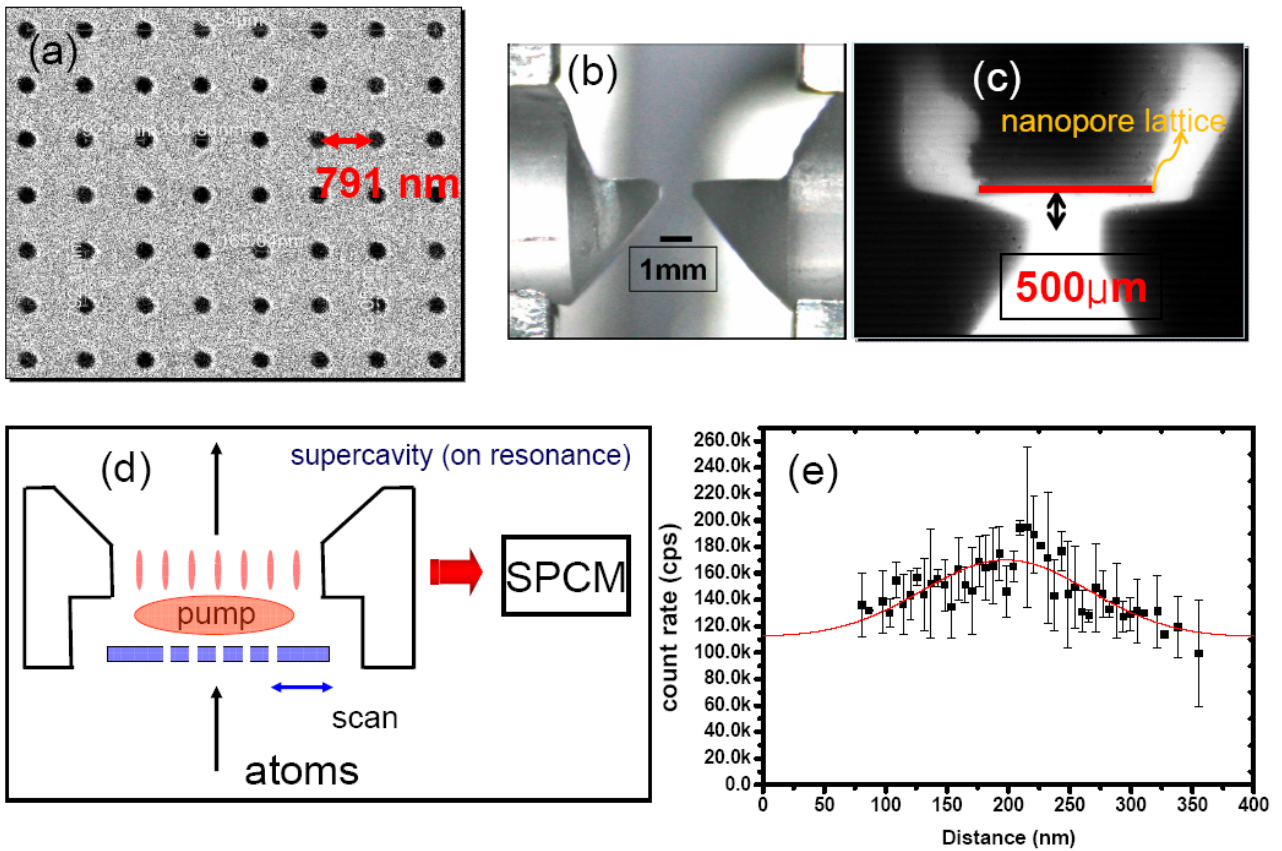 (a)
5.54µm
791 nm
(b)
1mm
(c)
nanopore lattice
500µm
(d)
supercavity (on resonance)
pump
SPCM
scan
atoms
(e)
260.0k
240.0k
220.0k
200.0k
180.0k
160.0k
140.0k
120.0k
100.0k
80.0k
60.0k
40.0k
20.0k
0.0
count rate (cps)
0 50 100 150 200 250 300 350 400
Distance (nm)